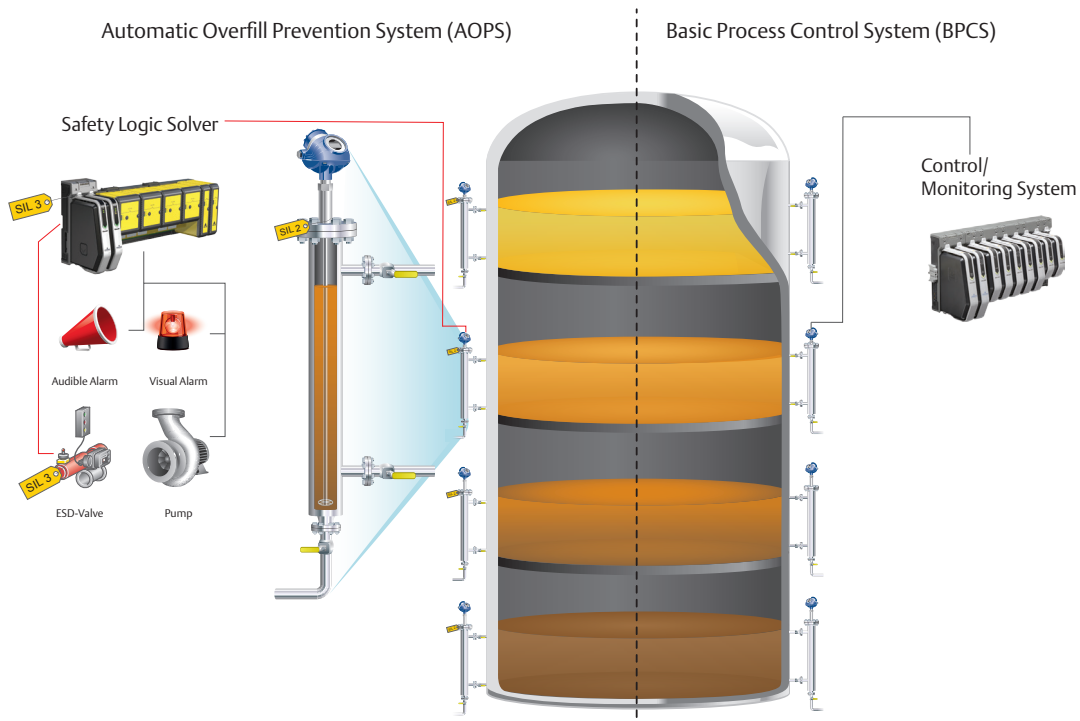 Automatic Overfill Prevention System (AOPS)
Basic Process Control System (BPCS)
Safety Logic Solver
Control/
Monitoring System
SIL 3
SIL 2
Audible Alarm
Visual Alarm
SIL 3
ESD-Valve
Pump